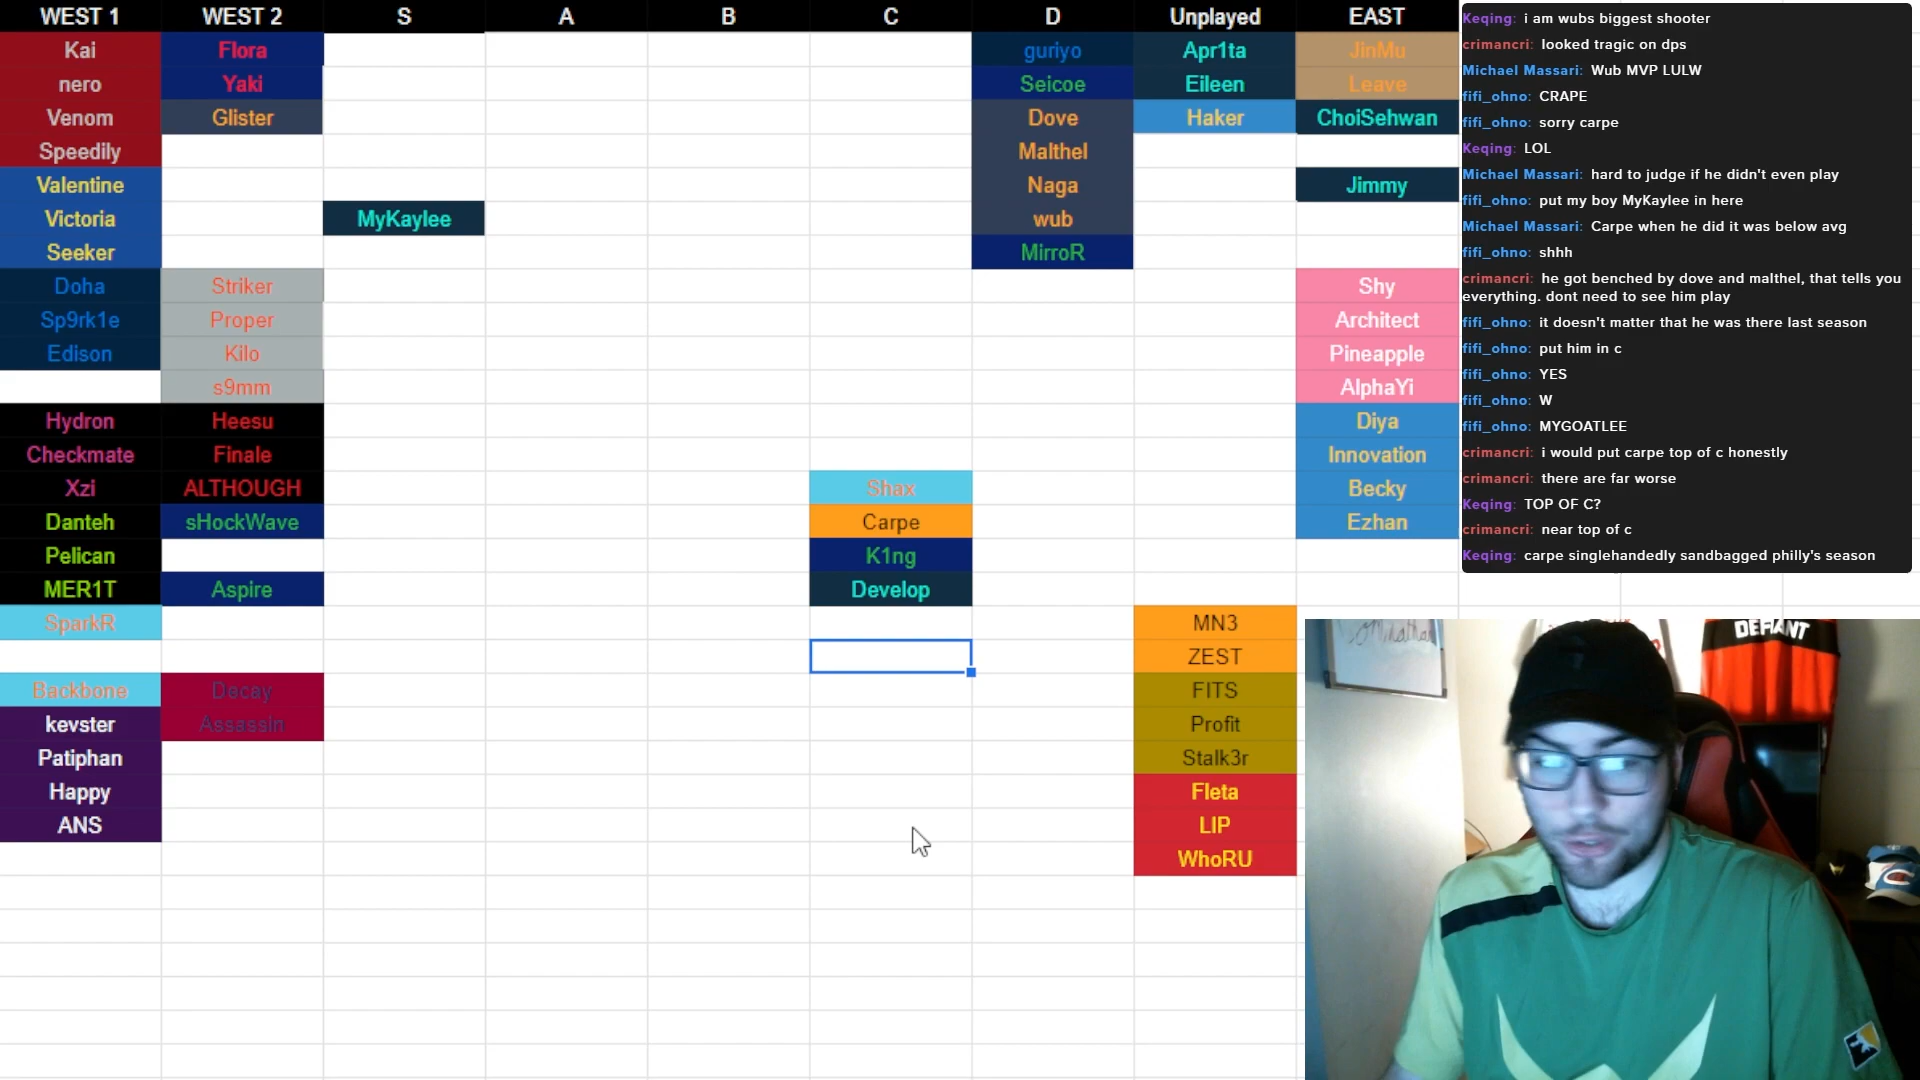 WEST 1 WEST 2 S A B C D Unplayed EAST
Kai Flora guriyo Apr1ta JinMu
nero Yaki Seicoe Eileen Leave
Venom Glister Dove Haker ChoiSehwan
Speedily Malthel
Valentine Naga Jimmy
Victoria MyKaylee wub
Seeker MirroR
Doha Striker Shy
Sp9rk1e Proper Architect
Edison Kilo Pineapple
s9mm AlphaYi
Hydron Heesu Diya
Checkmate Finale Innovation
Xzi ALTHOUGH Shax Becky
Danteh sHockWave Carpe Ezhan
Pelican K1ng
MER1T Aspire Develop
SparkR MN3
ZEST
Backbone Decay FITS
kevster Assassin Profit
Patiphan Stalk3r
Happy Fleta
ANS LIP
WhoRU
Keqing: i am wubs biggest shooter
crimancri: looked tragic on dps
Michael Massari: Wub MVP LULW
fifi_ohno: CRAPE
fifi_ohno: sorry carpe
Keqing: LOL
Michael Massari: hard to judge if he didn't even play
fifi_ohno: put my boy MyKaylee in here
Michael Massari: Carpe when he did it was below avg
fifi_ohno: shhh
crimancri: he got benched by dove and malthel, that tells you
everything. dont need to see him play
fifi_ohno: it doesn't matter that he was there last season
fifi_ohno: put him in c
fifi_ohno: YES
fifi_ohno: W
fifi_ohno: MYGOATLEE
crimancri: i would put carpe top of c honestly
crimancri: there are far worse
Keqing: TOP OF C?
crimancri: near top of c
Keqing: carpe singlehandedly sandbagged philly's season
DEFIANT